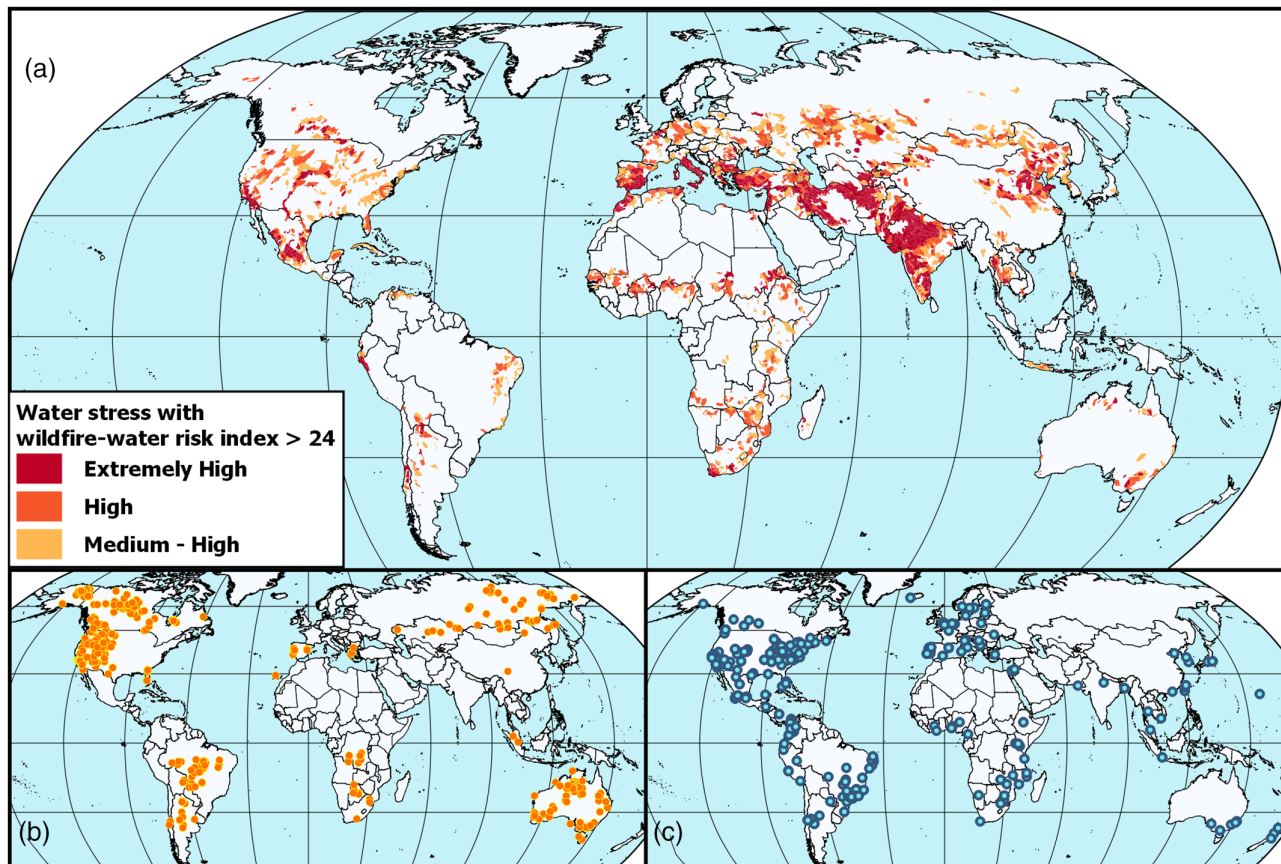 (a)
Water stress with
wildfire-water risk index > 24
Extremely High
High
Medium - High
(b)
(c)